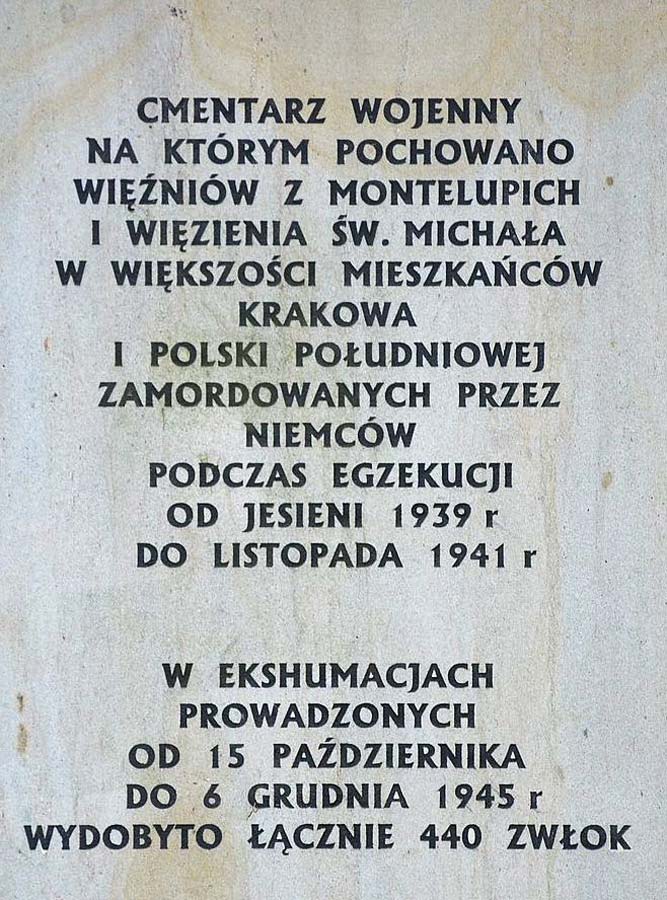 CMENTARZ WOJENNY
NA KTÓRYM POCHOWANO
WIĘŹNIÓW Z MONTELUPICH
I WIĘZIENIA ŚW. MICHAŁA
W WIĘKSZOŚCI MIESZKAŃCÓW
KRAKOWA
I POLSKI POŁUDNIOWEJ
ZAMORDOWANYCH PRZEZ
NIEMCÓW
PODCZAS EGZEKUCJI
OD JESIENI 1939 r
DO LISTOPADA 1941 r
W EKSHUMACJACH
PROWADZONYCH
OD 15 PAŹDZIERNIKA
DO 6 GRUDNIA 1945 r
WYDOBYTO ŁĄCZNIE 440 ZWŁOK